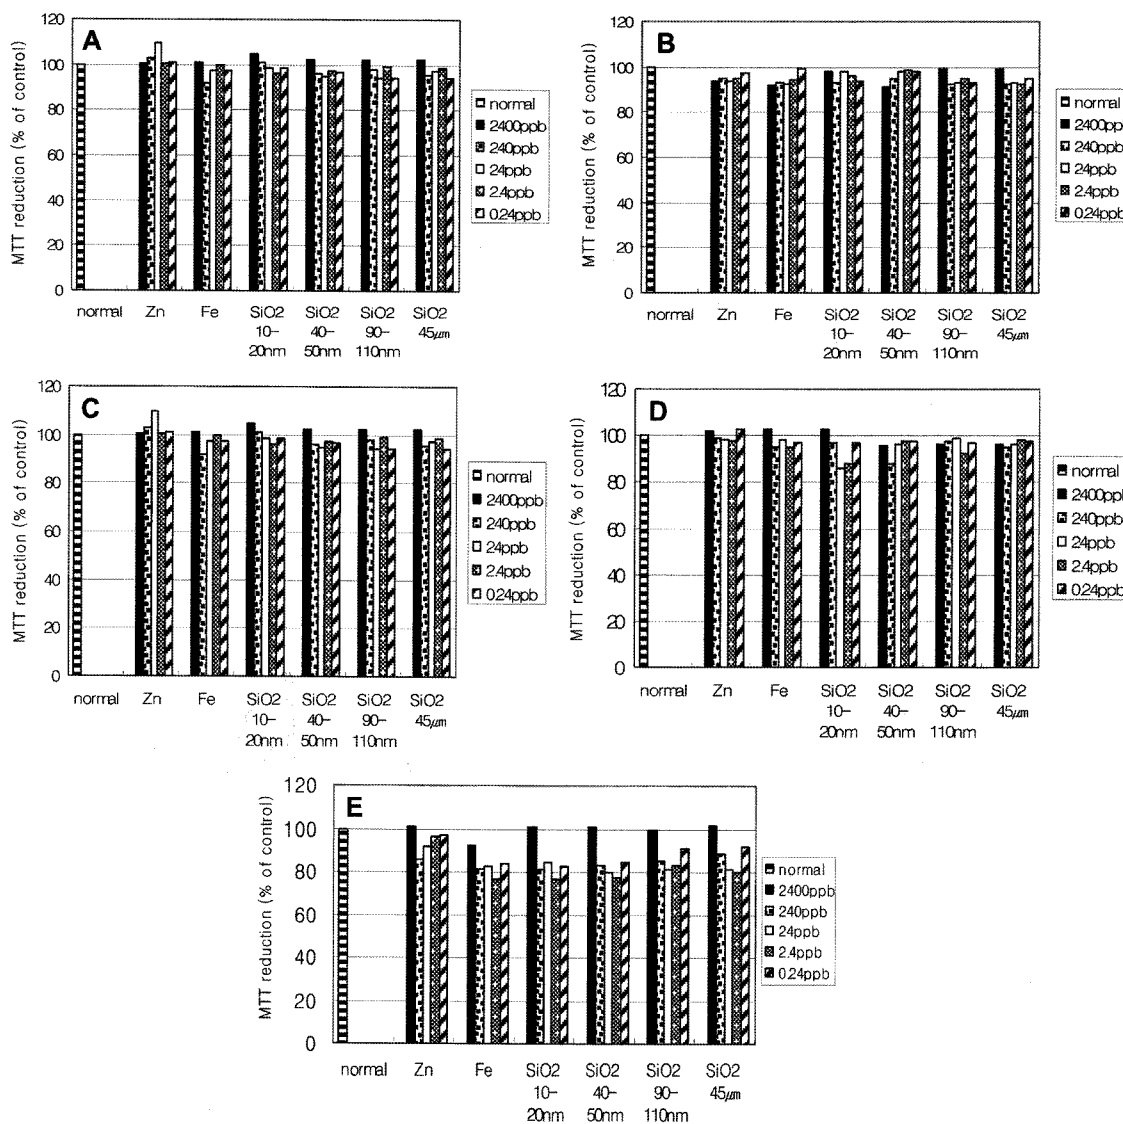 A
MTT reduction (% of control)
120
100
80
60
40
20
0
normal Zn Fe SiO2 SiO2 SiO2 SiO2
10- 40- 90- 45㎛
20nm 50nm 110nm
normal
2400ppb
240ppb
24ppb
2.4ppb
0.24ppb
B
MTT reduction (% of control)
120
100
80
60
40
20
0
normal Zn Fe SiO2 SiO2 SiO2 SiO2
10- 40- 90- 45㎛
20nm 50nm 110nm
normal
2400ppb
240ppb
24ppb
2.4ppb
0.24ppb
C
MTT reduction (% of control)
120
100
80
60
40
20
0
normal Zn Fe SiO2 SiO2 SiO2 SiO2
10- 40- 90- 45㎛
20nm 50nm 110nm
normal
2400ppb
240ppb
24ppb
2.4ppb
0.24ppb
D
MTT reduction (% of control)
120
100
80
60
40
20
0
normal Zn Fe SiO2 SiO2 SiO2 SiO2
10- 40- 90- 45㎛
20nm 50nm 110nm
normal
2400ppb
240ppb
24ppb
2.4ppb
0.24ppb
E
MTT reduction (% of control)
120
100
80
60
40
20
0
normal Zn Fe SiO2 SiO2 SiO2 SiO2
10- 40- 90- 45㎛
20nm 50nm 110nm
normal
2400ppb
240ppb
24ppb
2.4ppb
0.24ppb